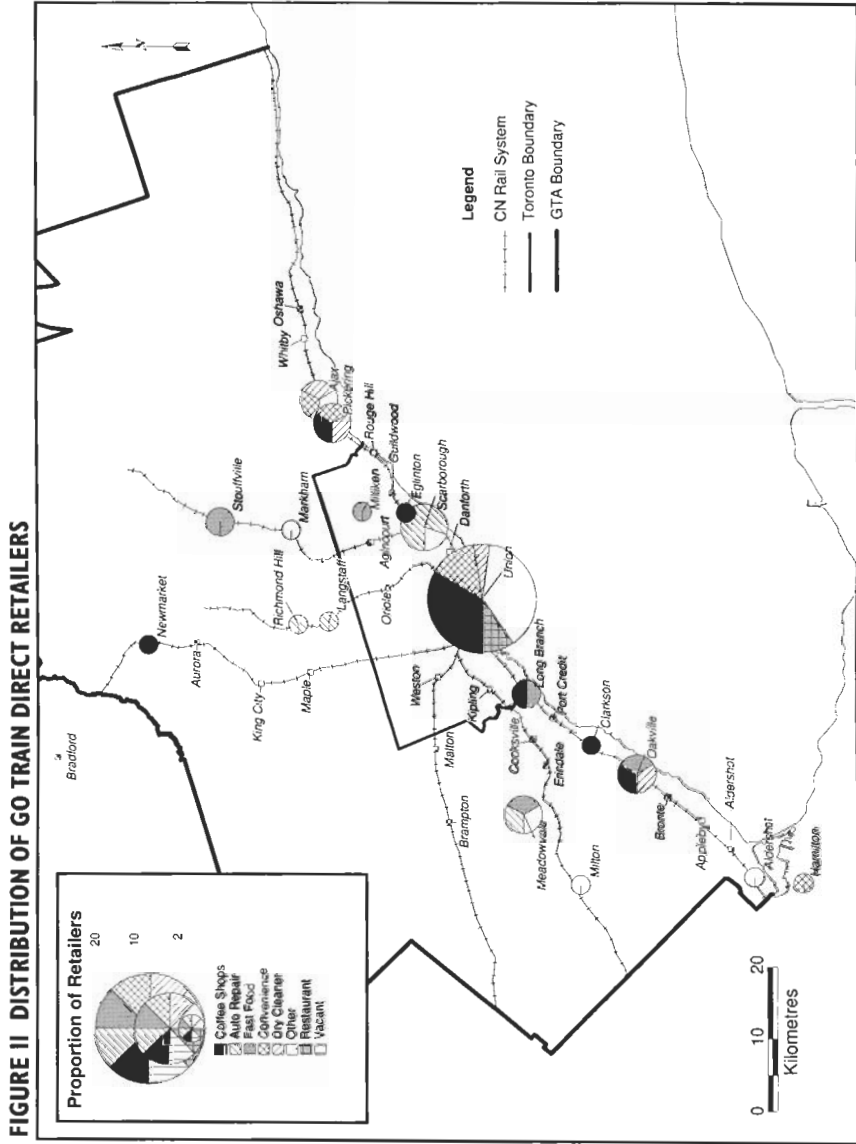 FIGURE II DISTRIBUTION OF GO TRAIN DIRECT RETAILERS
Proportion of Retailers
20
10
2
Coffee Shops
Auto Repair
Fast Food
Convenience
Dry Cleaner
Other
Restaurant
Vacant
N
Bradford
Newmarket
Aurora
King City
Maple
Richmond Hill
Langstaff
Oriole
Stouffville
Markham
Milliken
Agincourt
Whitby
Oshawa
Ajax
Pickering
Rouge Hill
Guildwood
Eglinton
Scarborough
Danforth
Union
Weston
Kipling
Long Branch
Port Credit
Malton
Brampton
Cooksville
Erindale
Clarkson
Meadowvale
Oakville
Milton
Bronte
Appleby
Aldershot
Aldershot
Hamilton
Legend
CN Rail System
Toronto Boundary
GTA Boundary
0 10 20
Kilometres